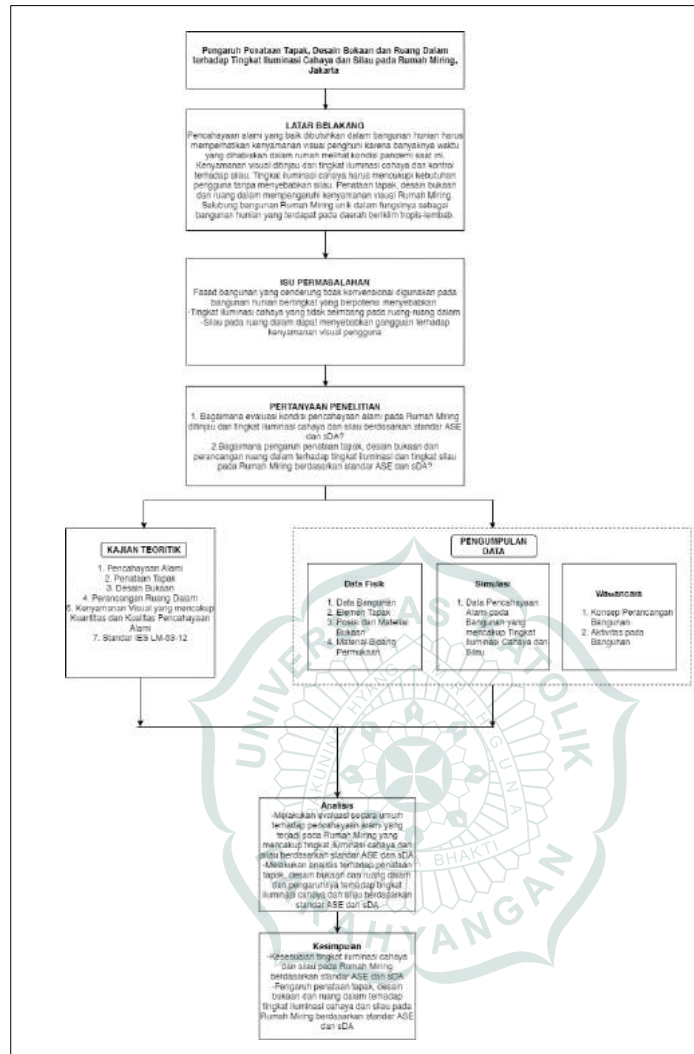 Pengaruh Penataan Tapak, Desain Bukaan dan Ruang Dalam
terhadap Tingkat Iluminasi Cahaya dan Silau pada Rumah Miring,
Jakarta
LATAR BELAKANG
Pencahayaan alami yang baik dibutuhkan dalam bangunan hunian harus
memperhatikan kenyamanan visual penghuni karena banyaknya waktu
yang dihabiskan dalam rumah melihat kondisi pandemi saat ini.
Kenyamanan visual ditinjau dari tingkat iluminasi cahaya dan kontrol
terhadap silau. Tingkat iluminasi cahaya harus mencukupi kebutuhan
pengguna tanpa menyebabkan silau. Penataan tapak, desain bukaan
dan ruang dalam mempengaruhi kenyamanan visual Rumah Miring.
Selubung bangunan Rumah Miring unik dalam fungsinya sebagai
bangunan hunian yang terdapat pada daerah beriklim tropis-lembab.
ISU PERMASALAHAN
Fasad bangunan yang cenderung tidak konvensional digunakan pada
bangunan hunian bertingkat yang berpotensi menyebabkan
-Tingkat iluminasi cahaya yang tidak seimbang pada ruang-ruang dalam
-Silau pada ruang dalam dapat menyebabkan gangguan terhadap
kenyamanan visual pengguna
PERTANYAAN PENELITIAN
1. Bagaimana evaluasi kondisi pencahayaan alami pada Rumah Miring
ditinjau dari tingkat iluminasi cahaya dan silau berdasarkan standar ASE
dan sDA?
2.Bagaimana pengaruh penataan tapak, desain bukaan dan
perancangan ruang dalam terhadap tingkat iluminasi dan tingkat silau
pada Rumah Miring berdasarkan standar ASE dan sDA?
KAJIAN TEORITIK
1. Pencahayaan Alami
2. Penataan Tapak
3. Desain Bukaan
4. Perancangan Ruang Dalam
Kenyamanan Visual yang mencakup
Kuantitas dan Kualitas Pencahayaan
Alami
7. Standar IES LM-83-12
PENGUMPULAN
DATA
Data Fisik
1. Data Bangunan
2. Elemen Tapak
3. Posisi dan Material
Bukaan
4. Material Bidang
Permukaan
Simulasi
1. Data Pencahayaan
Alami pada
Bangunan yang
mencakup Tingkat
Iluminasi Cahaya dan
Silau
Wawancara
1. Konsep Perancangan
Bangunan
2. Aktivitas pada
Bangunan
Analisis
-Melakukan evaluasi secara umum
terhadap pencahayaan alami yang
terjadi pada Rumah Miring yang
mencakup tingkat iluminasi cahaya dan
silau berdasarkan standar ASE dan sDA
-Melakukan analisis terhadap penataan
tapak, desain bukaan dan ruang dalam
dan pengaruhnya terhadap tingkat
iluminasi cahaya dan silau berdasarkan
standar ASE dan sDA
Kesimpulan
-Kesesuaian tingkat iluminasi cahaya
dan silau pada Rumah Miring
berdasarkan standar ASE dan sDA
-Pengaruh penataan tapak, desain
bukaan dan ruang dalam terhadap
tingkat iluminasi cahaya dan silau pada
Rumah Miring berdasarkan standar ASE
dan sDA
UNIVERSITAS KATOLIK
BHAKTI